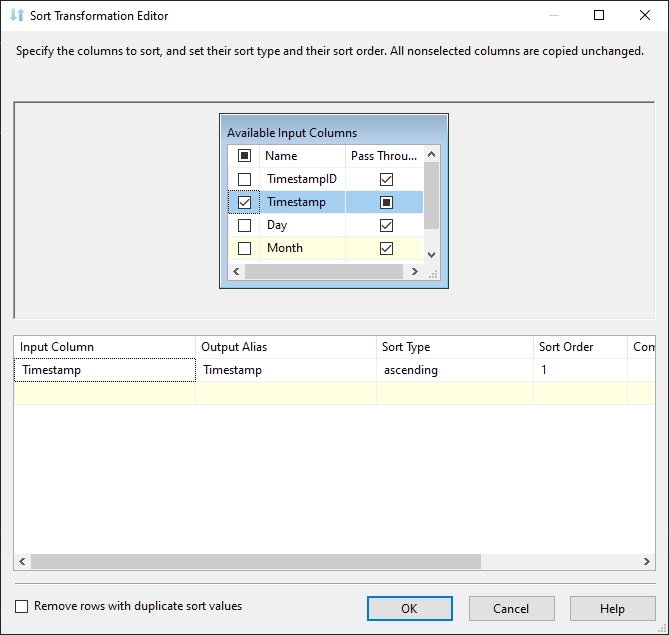 Sort Transformation Editor
Specify the columns to sort, and set their sort type and their sort order. All nonselected columns are copied unchanged.
Available Input Columns
Name Pass Throu...
TimestampID
Timestamp
Day
Month
Input Column Output Alias Sort Type Sort Order Com
Timestamp Timestamp ascending 1
Remove rows with duplicate sort values OK Cancel Help